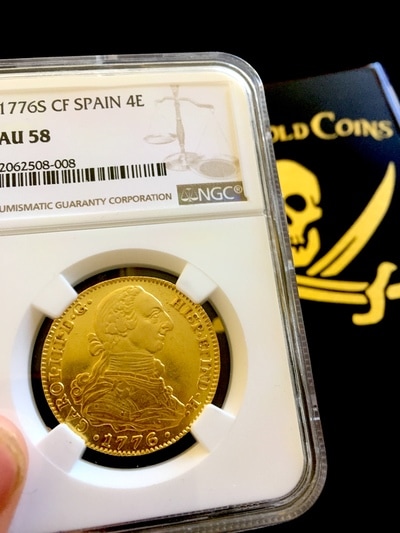 1776S CF SPAIN 4E
AU 58
2062508-008
NUMISMATIC GUARANTY CORPORATION
NGC®
OLD COINS
CAROL·III·D·G·
HISP·ET IND·R·
·1776·